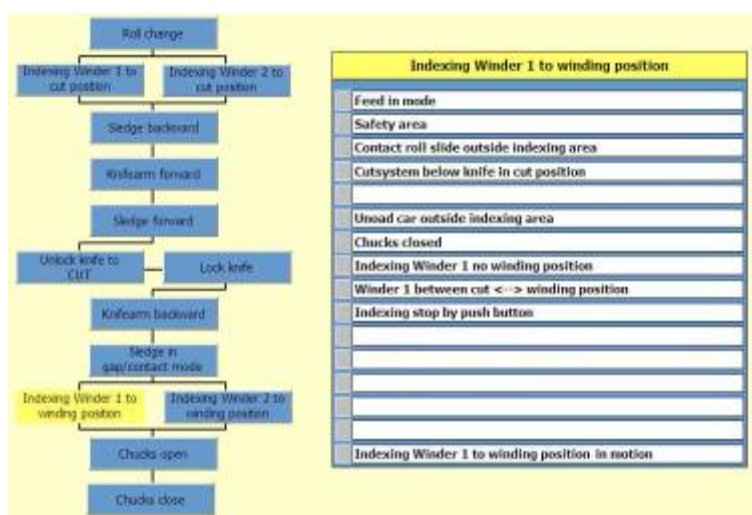 Roll change
Indexing Winder 1 to
cut position
Indexing Winder 2 to
cut position
Sledge backward
Knifearm forward
Sledge forward
Unlock knife to
CUT
Lock knife
Knifearm backward
Sledge in
gap/contact mode
Indexing Winder 1 to
winding position
Indexing Winder 2 to
winding position
Chucks open
Chucks close
Indexing Winder 1 to winding position
Feed in mode
Safety area
Contact roll slide outside indexing area
Cutsystem below knife in cut position
Unoad car outside indexing area
Chucks closed
Indexing Winder 1 no winding position
Winder 1 between cut <--> winding position
Indexing stop by push button
Indexing Winder 1 to winding position in motion